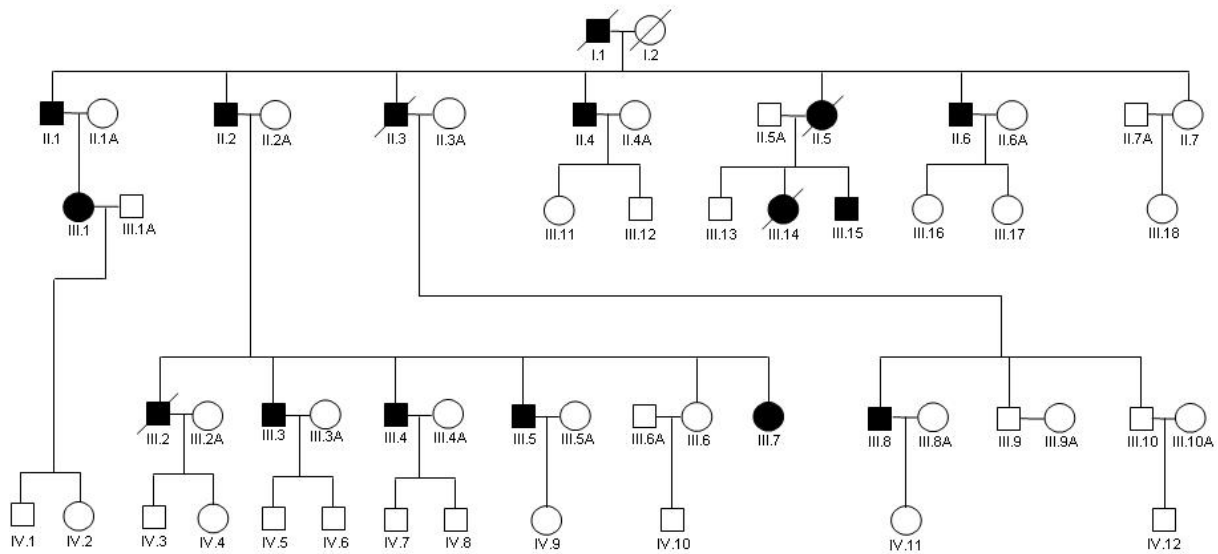 I.1 I.2
II.1 II.1A II.2 II.2A II.3 II.3A II.4 II.4A II.5A II.5 II.6 II.6A II.7A II.7
III.1 III.1A III.11 III.12 III.13 III.14 III.15 III.16 III.17 III.18
III.2 III.2A III.3 III.3A III.4 III.4A III.5 III.5A III.6A III.6 III.7 III.8 III.8A III.9 III.9A III.10 III.10A
IV.1 IV.2 IV.3 IV.4 IV.5 IV.6 IV.7 IV.8 IV.9 IV.10 IV.11 IV.12